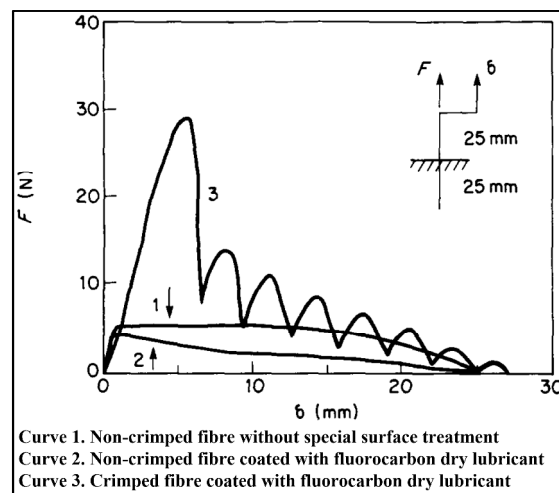 40
30
20
10
0
F (N)
F
δ
25 mm
25 mm
3
1
2
0
10
20
30
δ (mm)
Curve 1. Non-crimped fibre without special surface treatment
Curve 2. Non-crimped fibre coated with fluorocarbon dry lubricant
Curve 3. Crimped fibre coated with fluorocarbon dry lubricant